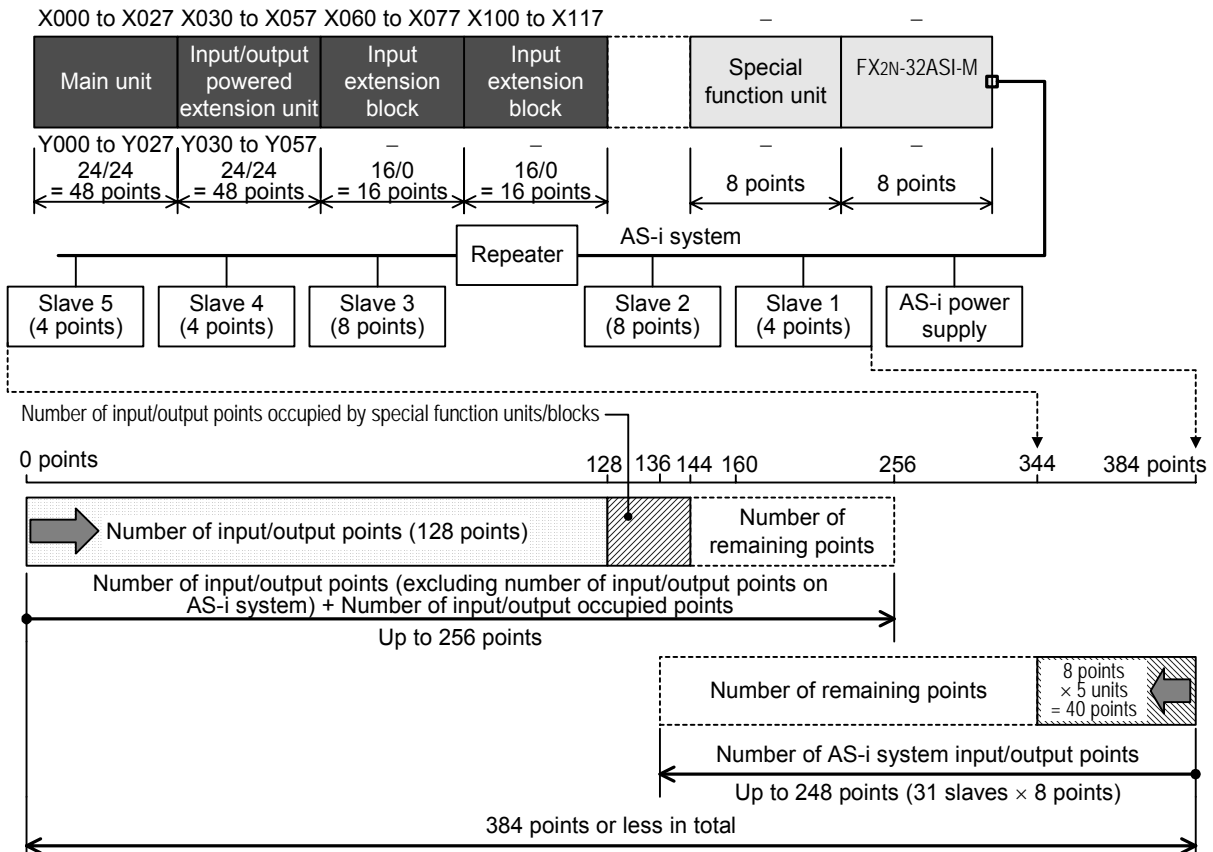 X000 to X027 X030 to X057 X060 to X077 X100 to X117 – –
Main unit
Input/output
powered
extension unit
Input
extension
block
Input
extension
block
Special
function unit
FX2N-32ASI-M
Y000 to Y027 Y030 to Y057 – – – –
24/24
= 48 points
24/24
= 48 points
16/0
= 16 points
16/0
= 16 points
8 points
8 points
AS-i system
Repeater
Slave 5
(4 points)
Slave 4
(4 points)
Slave 3
(8 points)
Slave 2
(8 points)
Slave 1
(4 points)
AS-i power
supply
Number of input/output points occupied by special function units/blocks
0 points 128 136 144 160 256 344 384 points
Number of input/output points (128 points)
Number of
remaining points
Number of input/output points (excluding number of input/output points on
AS-i system) + Number of input/output occupied points
Up to 256 points
Number of remaining points
8 points
× 5 units
= 40 points
Number of AS-i system input/output points
Up to 248 points (31 slaves × 8 points)
384 points or less in total